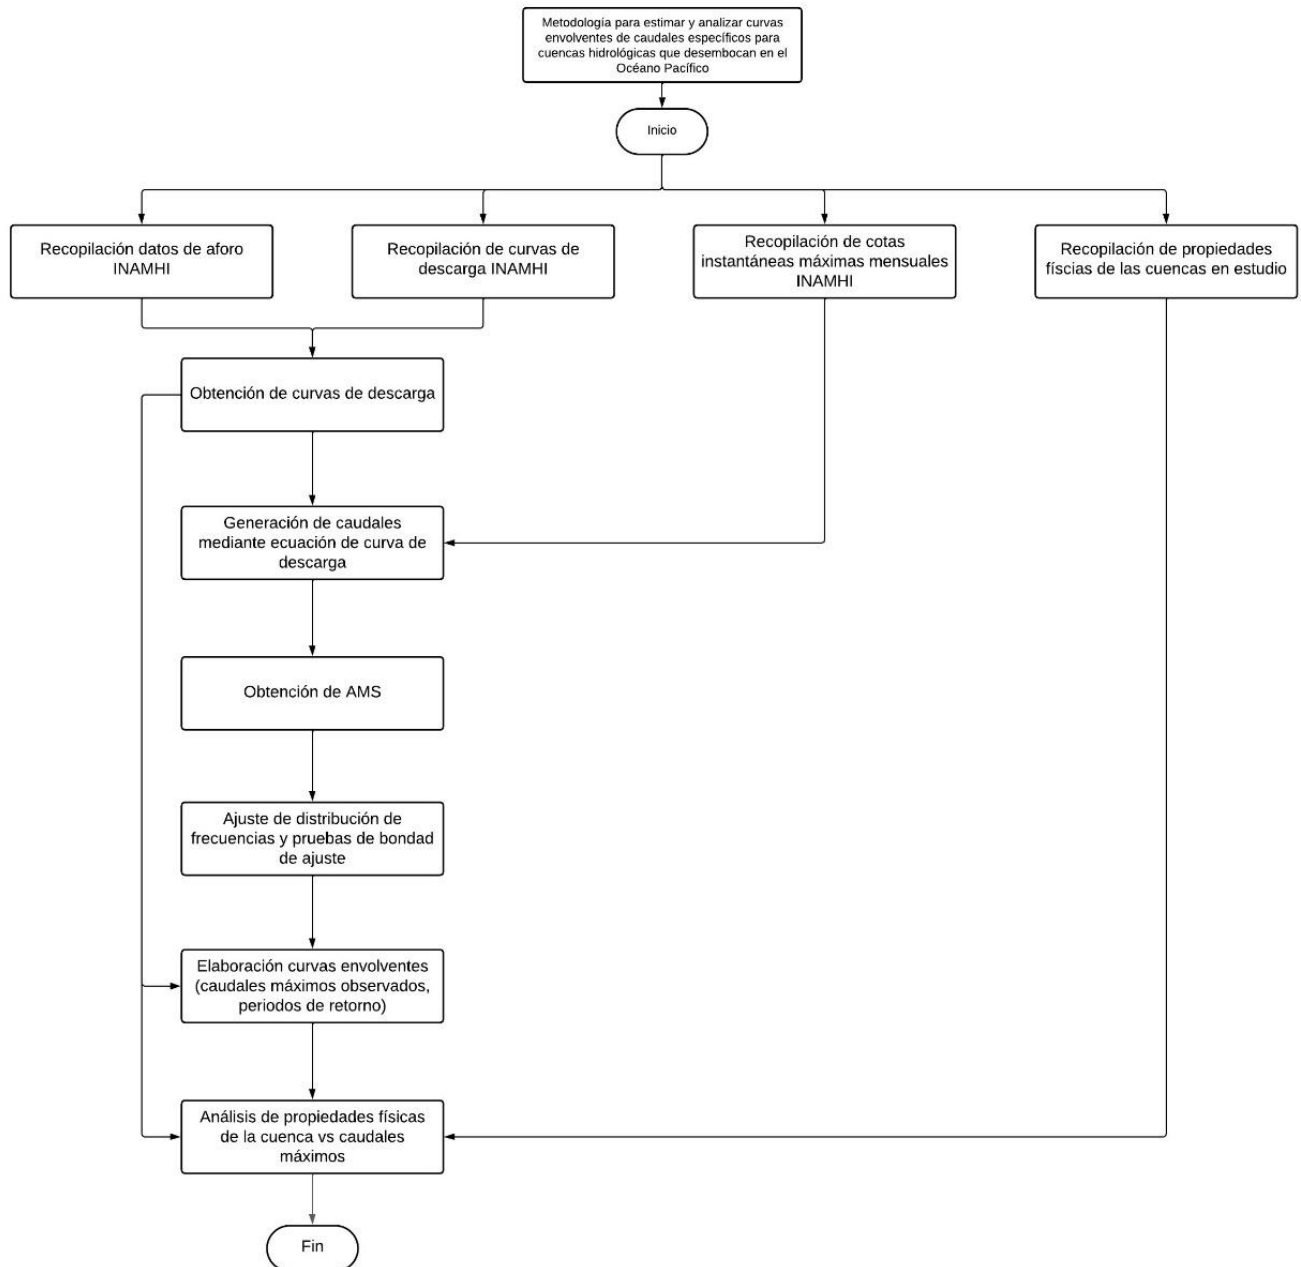 Metodología para estimar y analizar curvas
envolventes de caudales específicos para
cuencas hidrológicas que desembocan en el
Océano Pacífico
Inicio
Recopilación datos de aforo
INAMHI
Recopilación de curvas de
descarga INAMHI
Recopilación de cotas
instantáneas máximas mensuales
INAMHI
Recopilación de propiedades
físcias de las cuencas en estudio
Obtención de curvas de descarga
Generación de caudales
mediante ecuación de curva de
descarga
Obtención de AMS
Ajuste de distribución de
frecuencias y pruebas de bondad
de ajuste
Elaboración curvas envolventes
(caudales máximos observados,
periodos de retorno)
Análisis de propiedades físicas
de la cuenca vs caudales
máximos
Fin